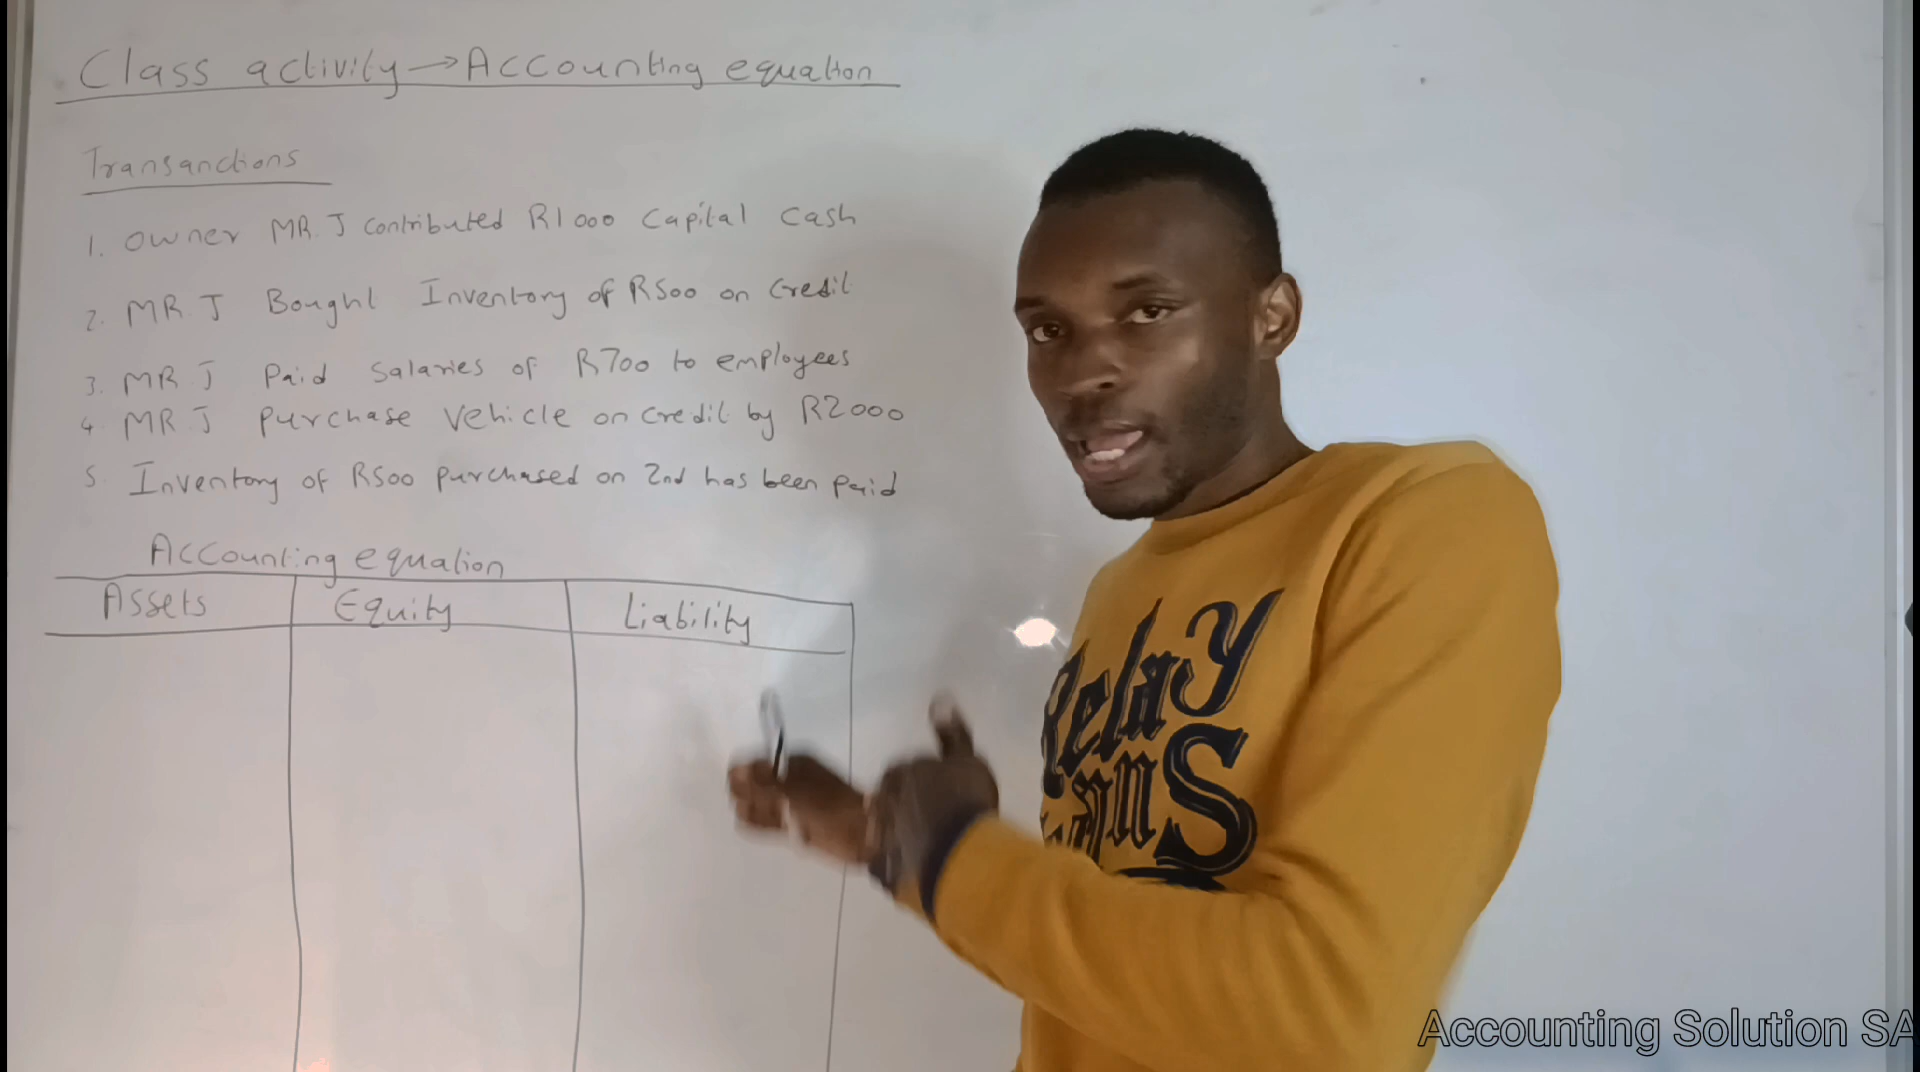 Class activity → Accounting equation
Transanctions
1. Owner MR. J contributed R1000 Capital Cash
2. MR. J Bought Inventory of R500 on Credit
3. MR. J Paid Salaries of R700 to employees
4 MR. J Purchase Vehicle on Credit by R2000
5 Inventory of R500 purchased on 2nd has been paid
Accounting equation
Assets Equity Liability
Relay
Jeans
Accounting Solution SA